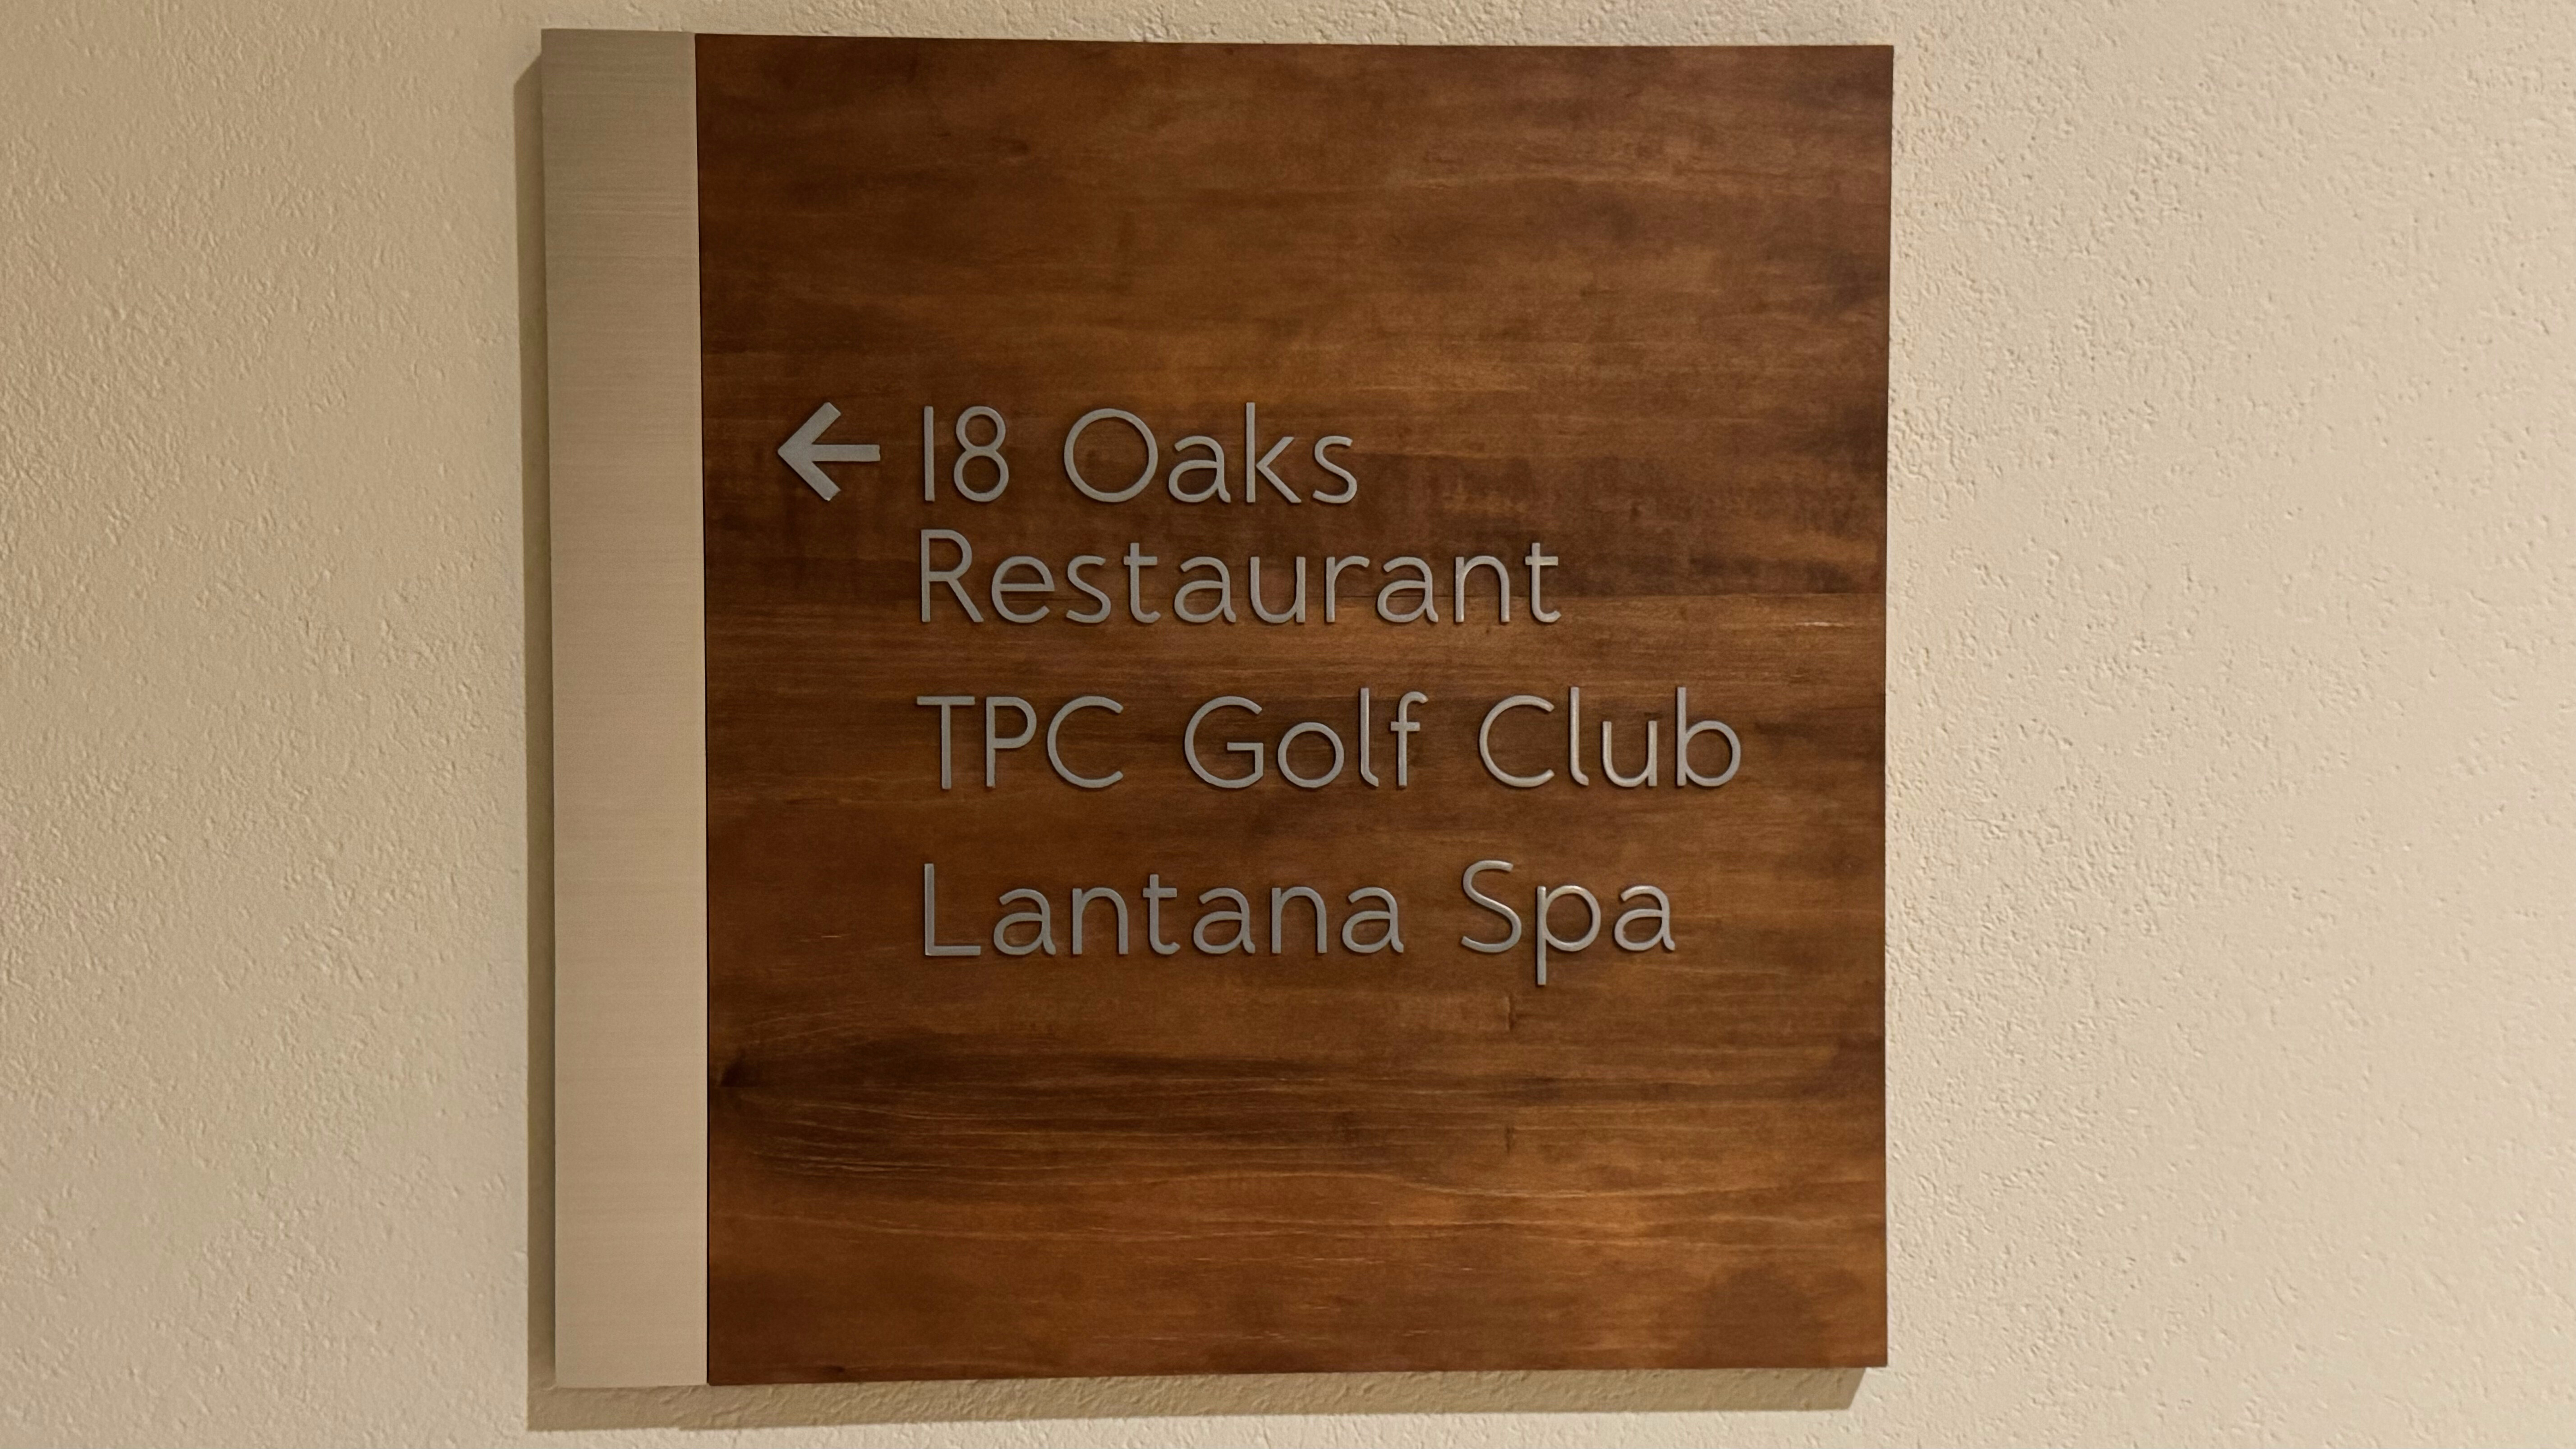 ← 18 Oaks
Restaurant
TPC Golf Club
Lantana Spa